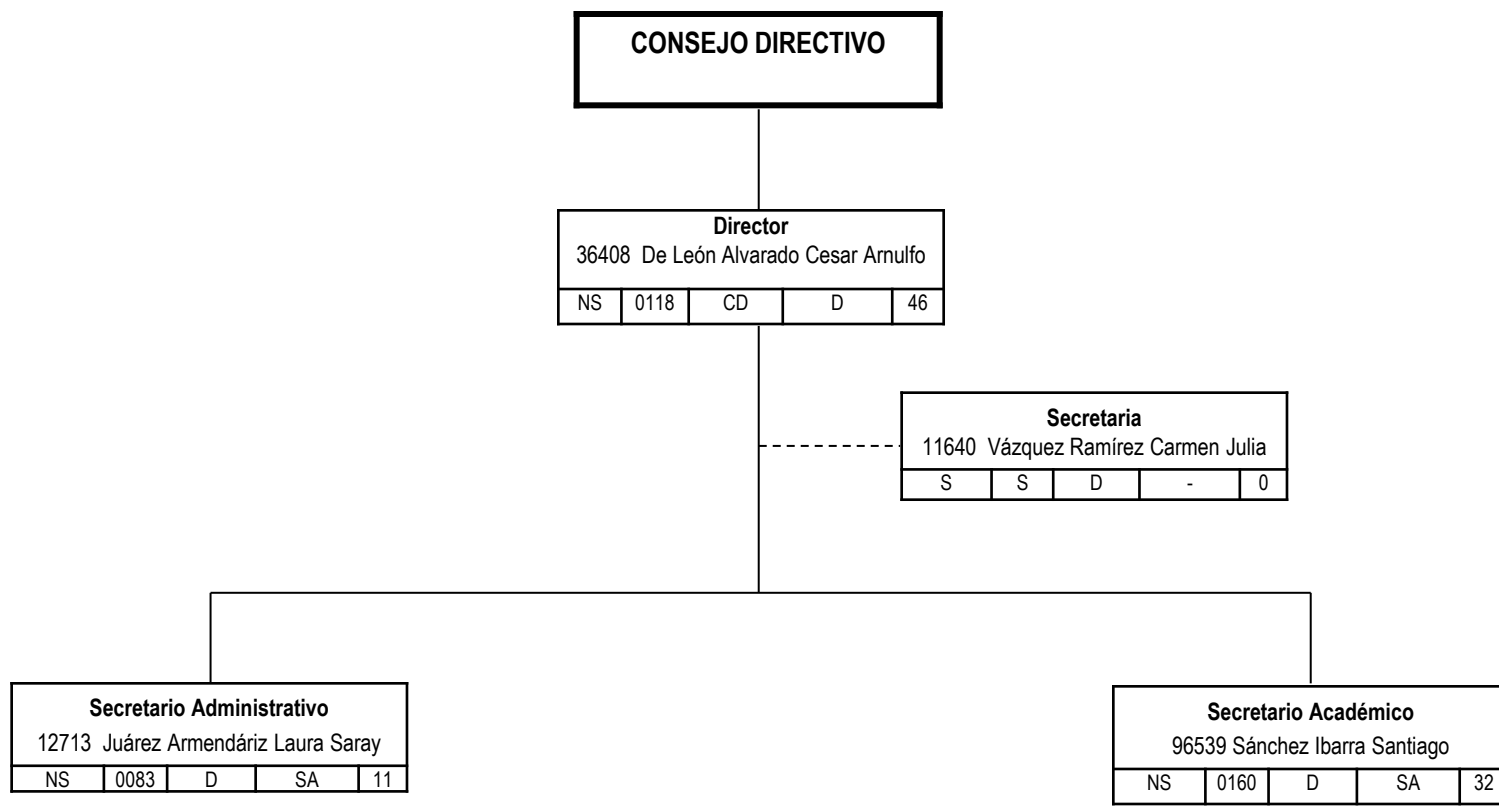 CONSEJO DIRECTIVO
Director
36408 De León Alvarado Cesar Arnulfo
NS 0118 CD D 46
Secretaria
11640 Vázquez Ramírez Carmen Julia
S S D - 0
Secretario Administrativo
12713 Juárez Armendáriz Laura Saray
NS 0083 D SA 11
Secretario Académico
96539 Sánchez Ibarra Santiago
NS 0160 D SA 32